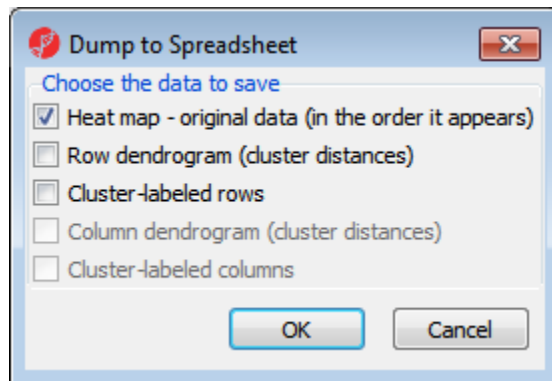 Dump to Spreadsheet
Choose the data to save
Heat map - original data (in the order it appears)
Row dendrogram (cluster distances)
Cluster-labeled rows
Column dendrogram (cluster distances)
Cluster-labeled columns
OK Cancel